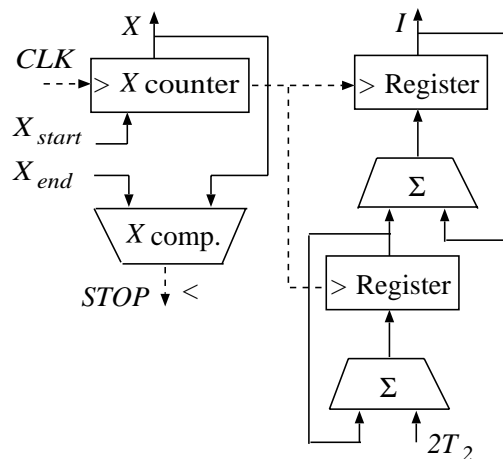 X
I
CLK
> X counter
> Register
X start
X end
Σ
X comp.
> Register
STOP
<
Σ
2T 2